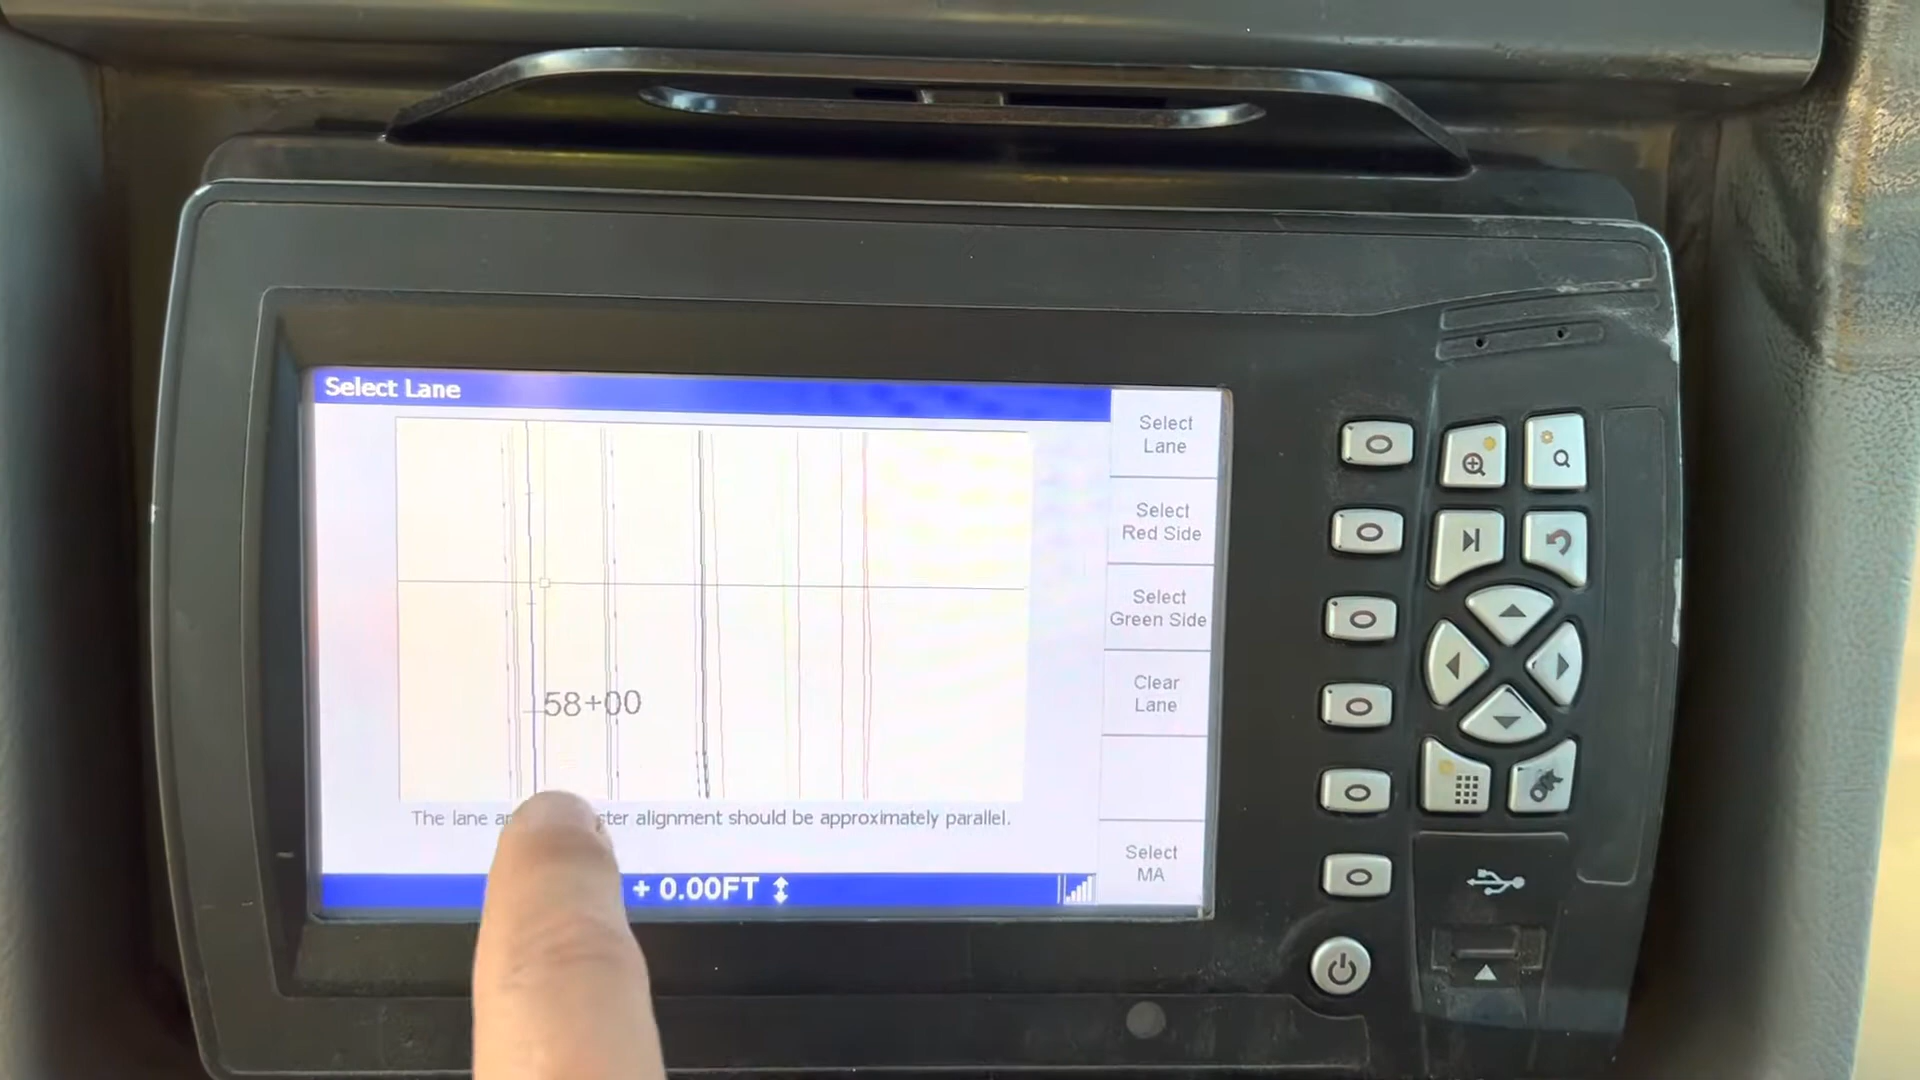 Select Lane
58+00
The lane a ster alignment should be approximately parallel.
+ 0.00FT
Select
Lane
Select
Red Side
Select
Green Side
Clear
Lane
Select
MA
OK